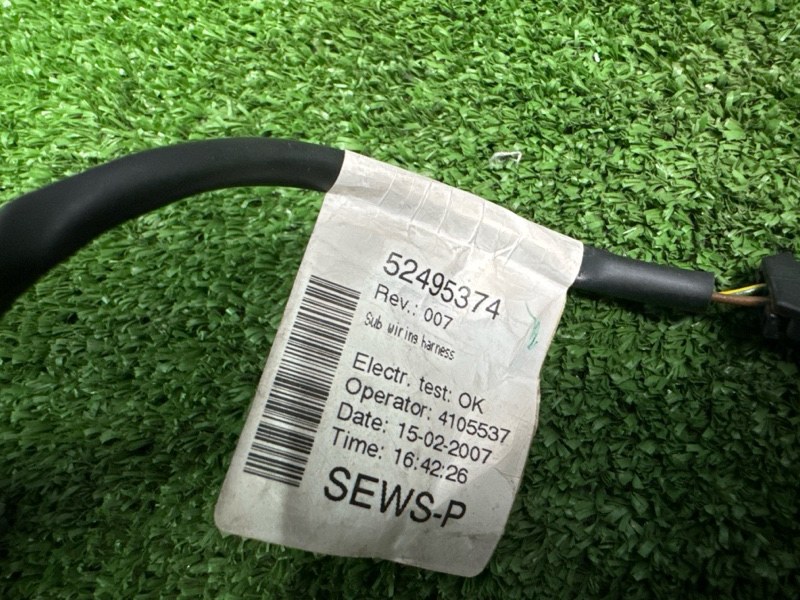 52495374
Rev.: 007
Sub wiring harness
Electr. test: OK
Operator: 4105537
Date: 15-02-2007
Time: 16:42:26
SEWS-P